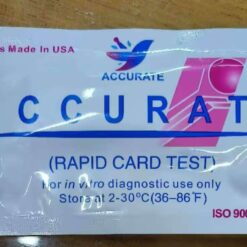 s Made In USA
ACCURATE
CCURAT
(RAPID CARD TEST)
For in vitro diagnostic use only
Store at 2-30°C(36-86°F)
ISO 900